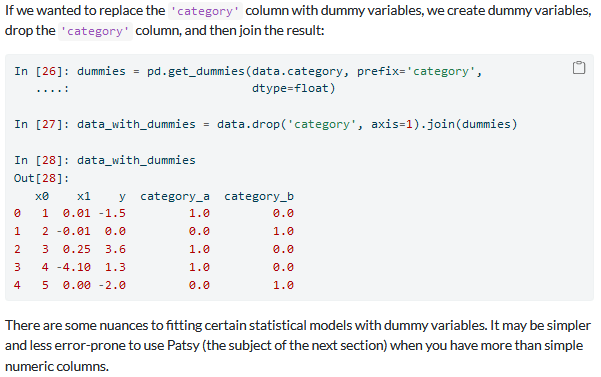 If we wanted to replace the 'category' column with dummy variables, we create dummy variables,
drop the 'category' column, and then join the result:
In [26]: dummies = pd.get_dummies(data.category, prefix='category',
....:                          dtype=float)
In [27]: data_with_dummies = data.drop('category', axis=1).join(dummies)
In [28]: data_with_dummies
Out[28]:
   x0    x1    y  category_a  category_b
0   1  0.01 -1.5         1.0         0.0
1   2 -0.01  0.0         0.0         1.0
2   3  0.25  3.6         1.0         0.0
3   4 -4.10  1.3         1.0         0.0
4   5  0.00 -2.0         0.0         1.0
There are some nuances to fitting certain statistical models with dummy variables. It may be simpler
and less error-prone to use Patsy (the subject of the next section) when you have more than simple
numeric columns.